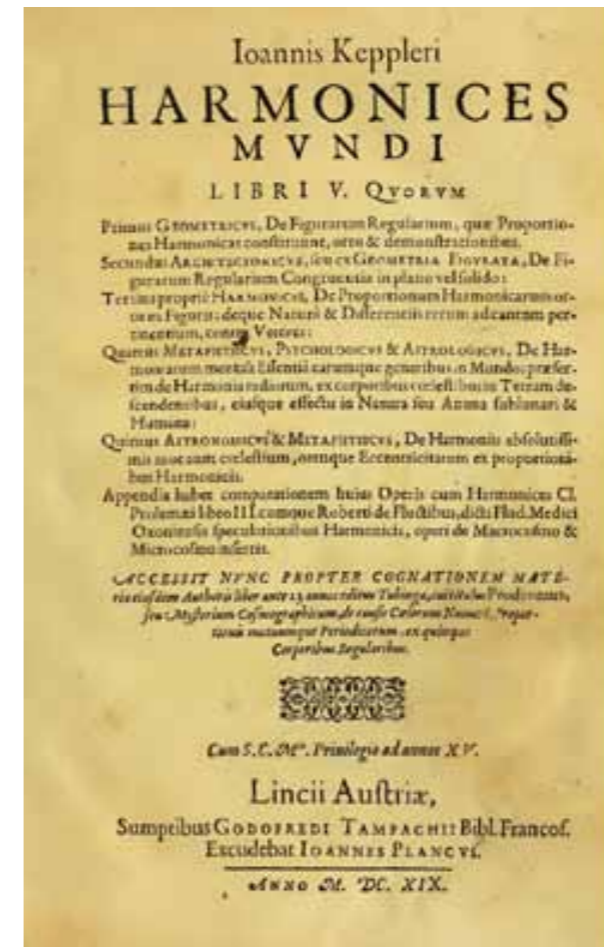 Ioannis Keppleri
HARMONICES
MVNDI
LIBRI V. QVORVM
Primus GEOMETRICVS, De Figurarum Regularium, quæ Proportio-
nes Harmonicas constituunt, ortu & demonstrationibus.
Secundus ARCHITECTONICVS, seu ex GEOMETRIA FIGVRATA, De Fi-
gurarum Regularium Congruentia in plano vel solido:
Tertius propriè HARMONICVS, De Proportionum Harmonicarum or-
tu ex Figuris; deque Naturâ & Differentiis rerum ad cantum per-
tinentium, contra Veteres:
Quartus METAPHYSICVS, PSYCHOLOGICVS & ASTROLOGICVS, De Har-
moniarum mentali Essentiâ earumque generibus in Mundo; præser-
tim de Harmonia radiorum, ex corporibus cœlestibus in Terram de-
scendentibus, eiusque effectu in Natura seu Anima sublunari &
Humana:
Quintus ASTRONOMICVS & METAPHYSICVS, De Harmoniis absolutissi-
mis motuum cœlestium, ortuque Eccentricitatum ex proportioni-
bus Harmonicis.
Appendix habet comparationem huius Operis cum Harmonices Cl.
Ptolemæi libro III. cumque Roberti de Fluctibus, dicti Flud. Medici
Oxoniensis speculationibus Harmonicis, operi de Macrocosmo &
Microcosmo insertis.
ACCESSIT NVNC PROPTER COGNATIONEM MATE-
riæ eiusdem Authoris liber ante 23. annos editus Tubingæ, cui titulus Prodromus,
seu Mysterium Cosmographicum, de causis Cœlorum Numeri, Propor-
tionis motuumque Periodicorum, ex quinque
Corporibus Regularibus.
Cum S. C. Mis. Privilegio ad annos XV.
Lincii Austriæ,
Sumptibus GODOFREDI TAMPACHII Bibl. Francof.
Excudebat IOANNES PLANCVS.
ANNO M. DC. XIX.